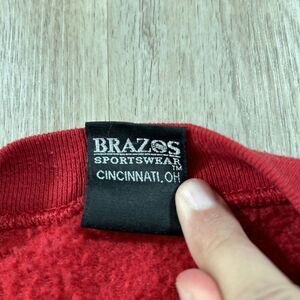 BRAZOS
SPORTSWEAR
TM
CINCINNATI, OH